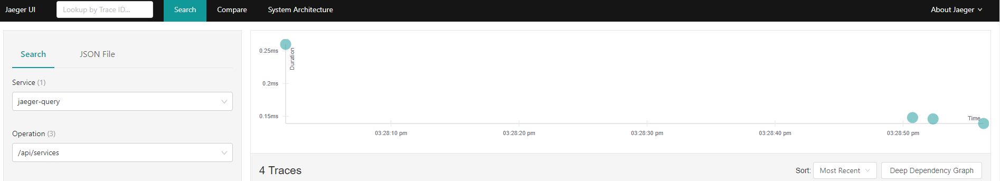 Jaeger UI
Lookup by Trace ID...
Search
Compare
System Architecture
About Jaeger
Search
JSON File
Service (1)
jaeger-query
Operation (3)
/api/services
0.25ms
0.2ms
0.15ms
Duration
Time
03:28:10 pm
03:28:20 pm
03:28:30 pm
03:28:40 pm
03:28:50 pm
4 Traces
Sort:
Most Recent
Deep Dependency Graph